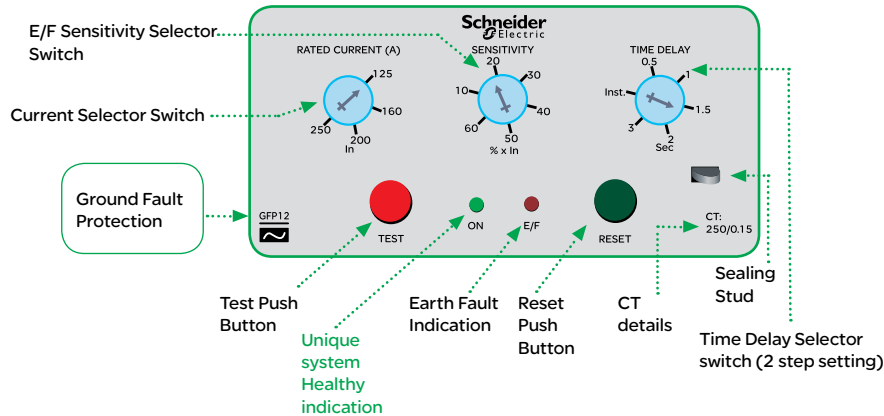 E/F Sensitivity Selector
Switch
Current Selector Switch
Ground Fault
Protection
Schneider
Electric
RATED CURRENT (A)
125
160
200
250
In
SENSITIVITY
10
20
30
40
50
60
% x In
TIME DELAY
Inst.
0.5
1
1.5
2
3
Sec
GFP12
TEST
ON
E/F
RESET
CT:
250/0.15
Test Push
Button
Unique
system
Healthy
indication
Earth Fault
Indication
Reset
Push
Button
CT
details
Sealing
Stud
Time Delay Selector
switch (2 step setting)